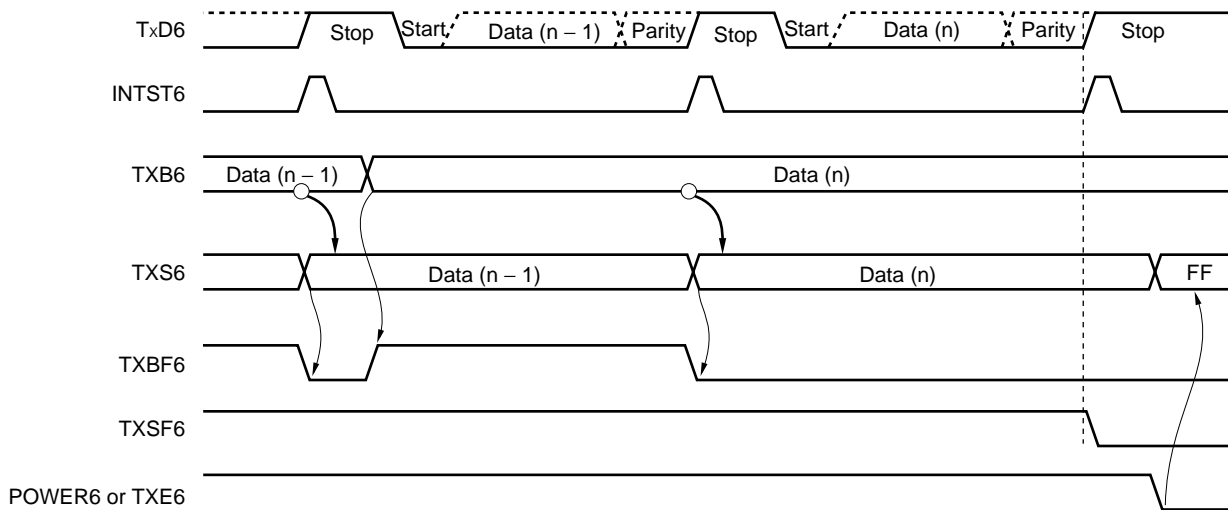 TxD6 Stop Start Data (n – 1) Parity Stop Start Data (n) Parity Stop
INTST6
TXB6 Data (n – 1) Data (n)
TXS6 Data (n – 1) Data (n) FF
TXBF6
TXSF6
POWER6 or TXE6